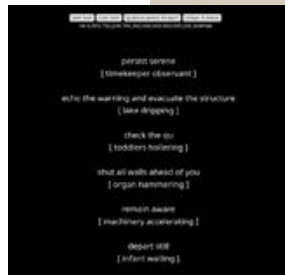 persist serene
[ timekeeper observant ]
echo the warning and evacuate the structure
[ lake dripping ]
check the
[ toddlers hollering ]
shut all walls ahead of you
[ organ hammering ]
remain aware
[ machinery accelerating ]
depart still
[ infant wailing ]